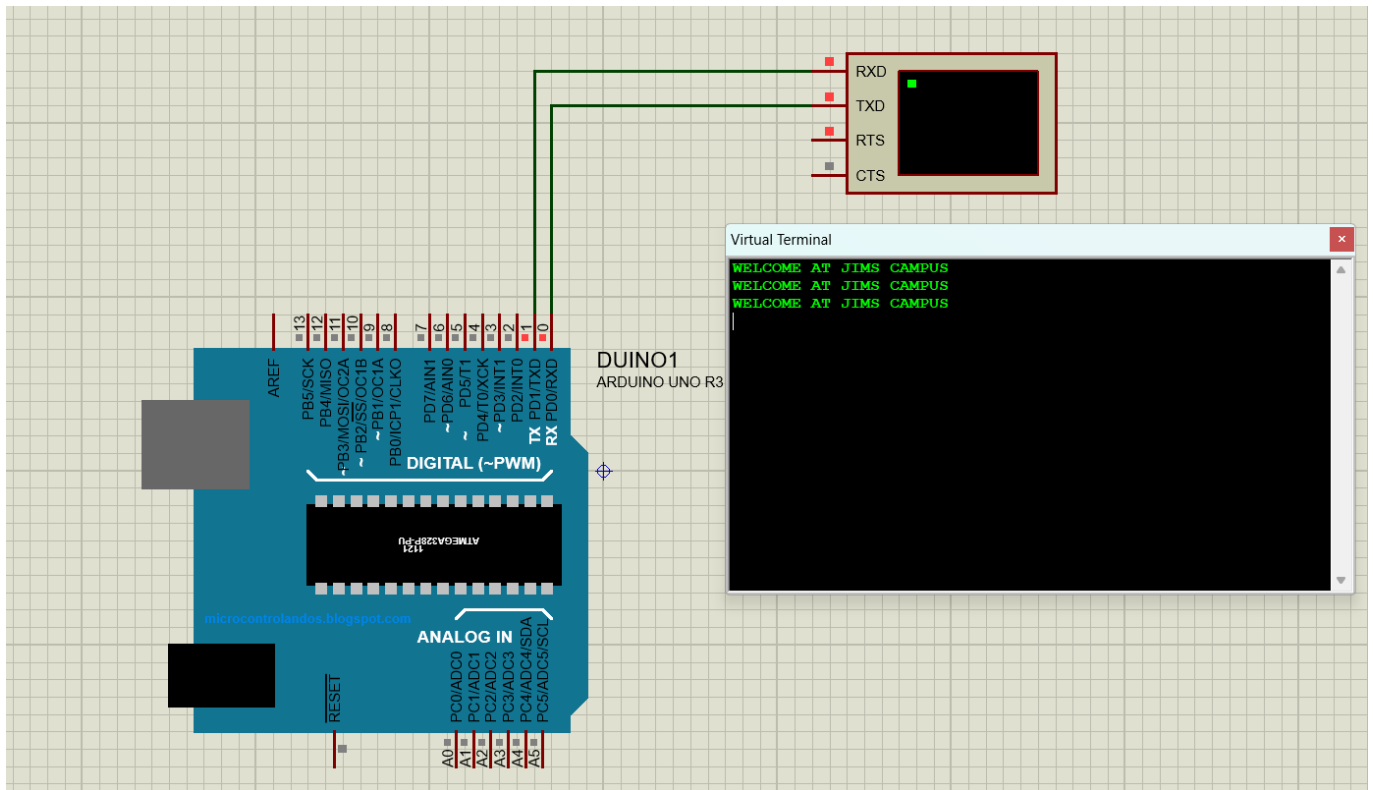 RXD
TXD
RTS
CTS
Virtual Terminal
WELCOME AT JIMS CAMPUS
WELCOME AT JIMS CAMPUS
WELCOME AT JIMS CAMPUS
DUINO1
ARDUINO UNO R3
13
12
11
10
9
8
7
6
5
4
3
2
1
0
AREF
PB5/SCK
PB4/MISO
PB3/MOSI/OC2A
PB2/SS/OC1B
PB1/OC1A
PB0/ICP1/CLKO
PD7/AIN1
PD6/AIN0
PD5/T1
PD4/T0/XCK
PD3/INT1
PD2/INT0
PD1/TXD
PD0/RXD
~
~
~
~
~
~
TX
RX
DIGITAL (~PWM)
ATMEGA328P-PU
1121
microcontrolandos.blogspot.com
ANALOG IN
RESET
PC0/ADC0
PC1/ADC1
PC2/ADC2
PC3/ADC3
PC4/ADC4/SDA
PC5/ADC5/SCL
A0
A1
A2
A3
A4
A5